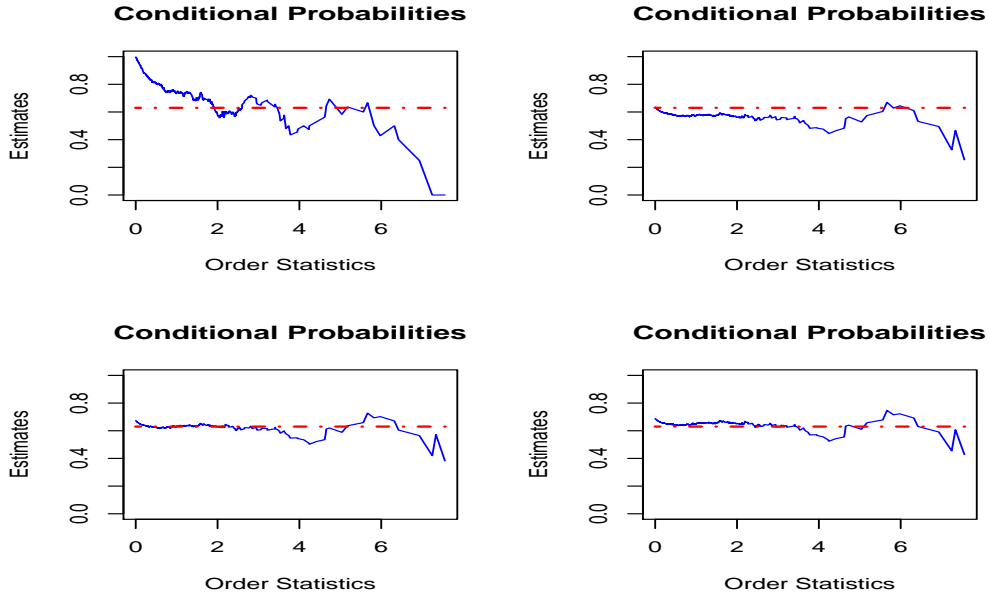 Conditional Probabilities
Estimates
0.0 0.4 0.8
0 2 4 6
Order Statistics
Conditional Probabilities
Estimates
0.0 0.4 0.8
0 2 4 6
Order Statistics
Conditional Probabilities
Estimates
0.0 0.4 0.8
0 2 4 6
Order Statistics
Conditional Probabilities
Estimates
0.0 0.4 0.8
0 2 4 6
Order Statistics